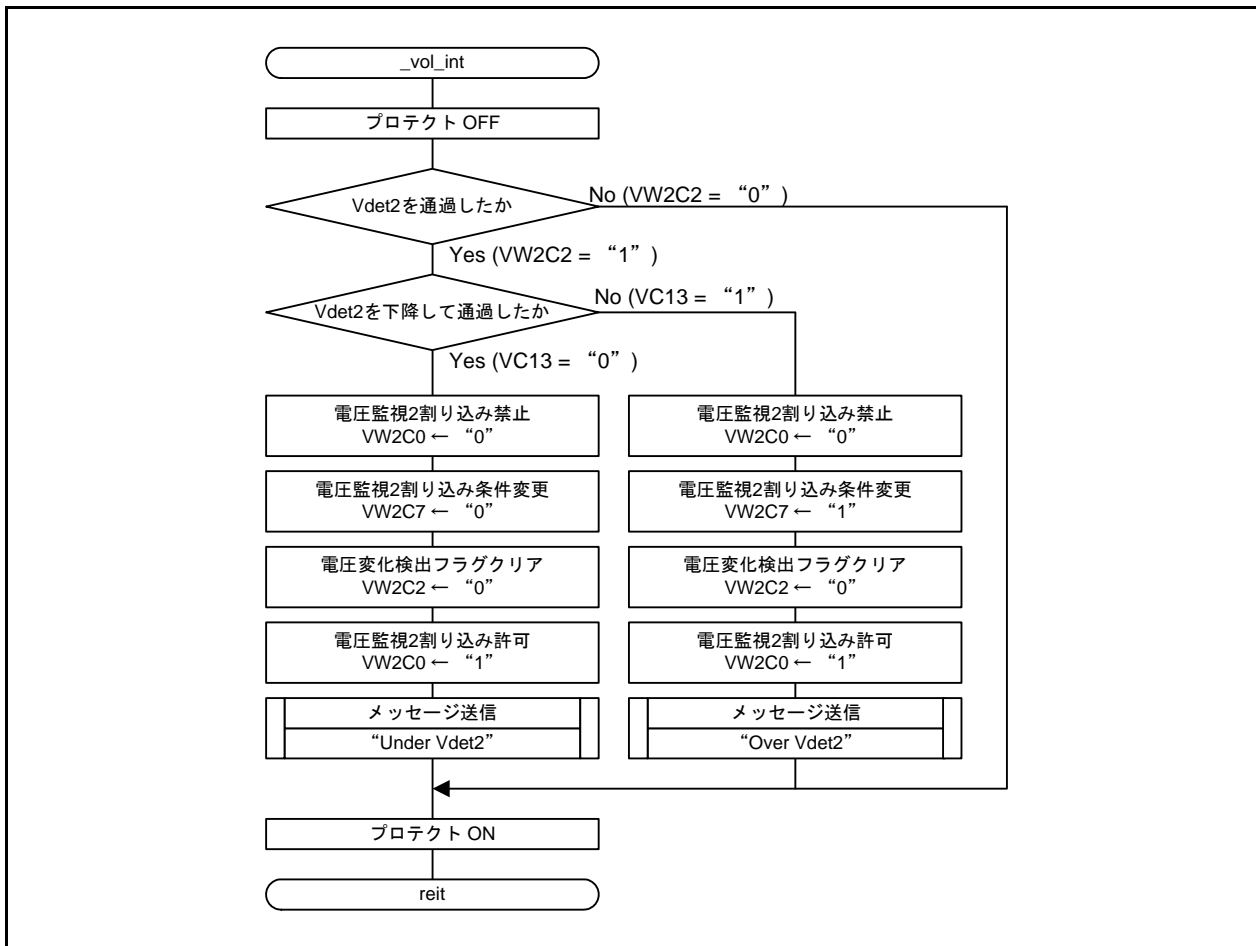 _vol_int
プロテクト OFF
Vdet2を通過したか
No (VW2C2 = “0” )
Yes (VW2C2 = “1” )
Vdet2を下降して通過したか
No (VC13 = “1” )
Yes (VC13 = “0” )
電圧監視2割り込み禁止
VW2C0 ← “0”
電圧監視2割り込み条件変更
VW2C7 ← “0”
電圧変化検出フラグクリア
VW2C2 ← “0”
電圧監視2割り込み許可
VW2C0 ← “1”
メッセージ送信
“Under Vdet2”
電圧監視2割り込み禁止
VW2C0 ← “0”
電圧監視2割り込み条件変更
VW2C7 ← “1”
電圧変化検出フラグクリア
VW2C2 ← “0”
電圧監視2割り込み許可
VW2C0 ← “1”
メッセージ送信
“Over Vdet2”
プロテクト ON
reit